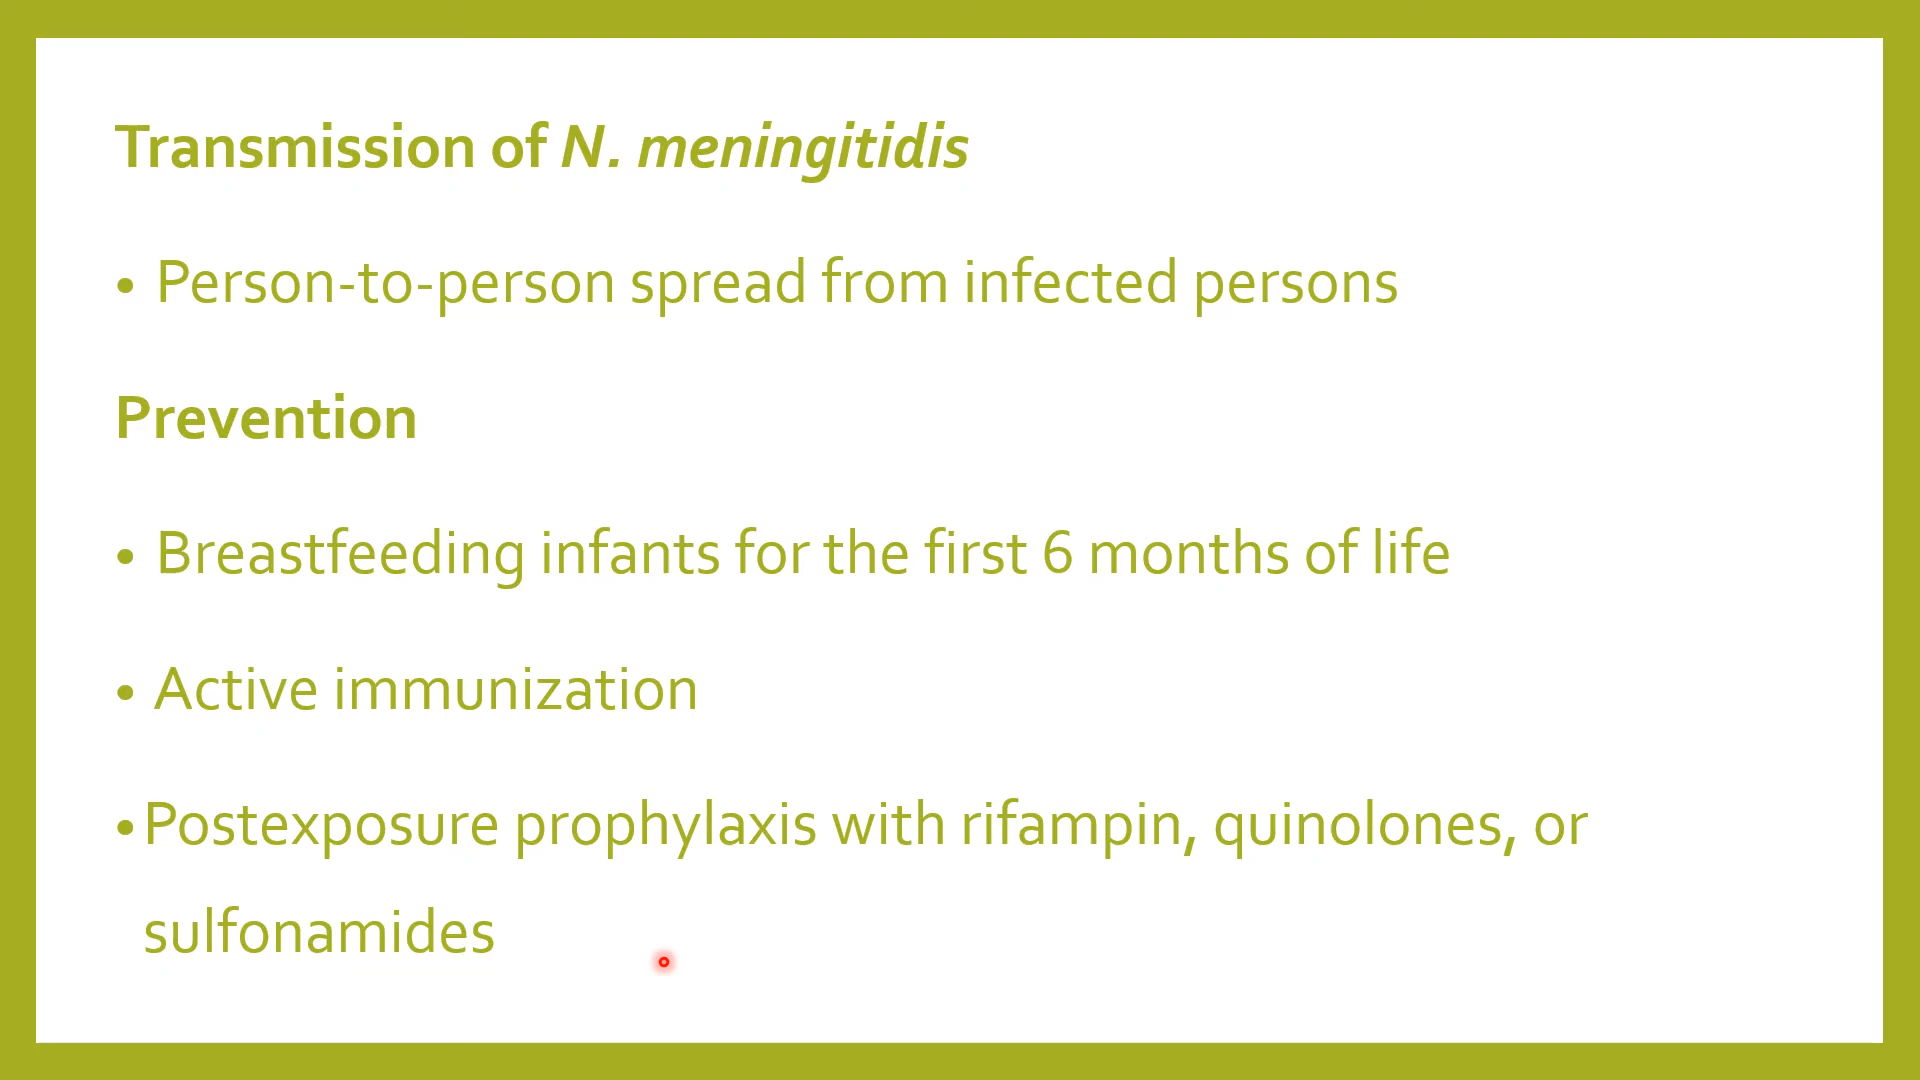 Transmission of N. meningitidis
• Person-to-person spread from infected persons
Prevention
• Breastfeeding infants for the first 6 months of life
• Active immunization
• Postexposure prophylaxis with rifampin, quinolones, or
sulfonamides